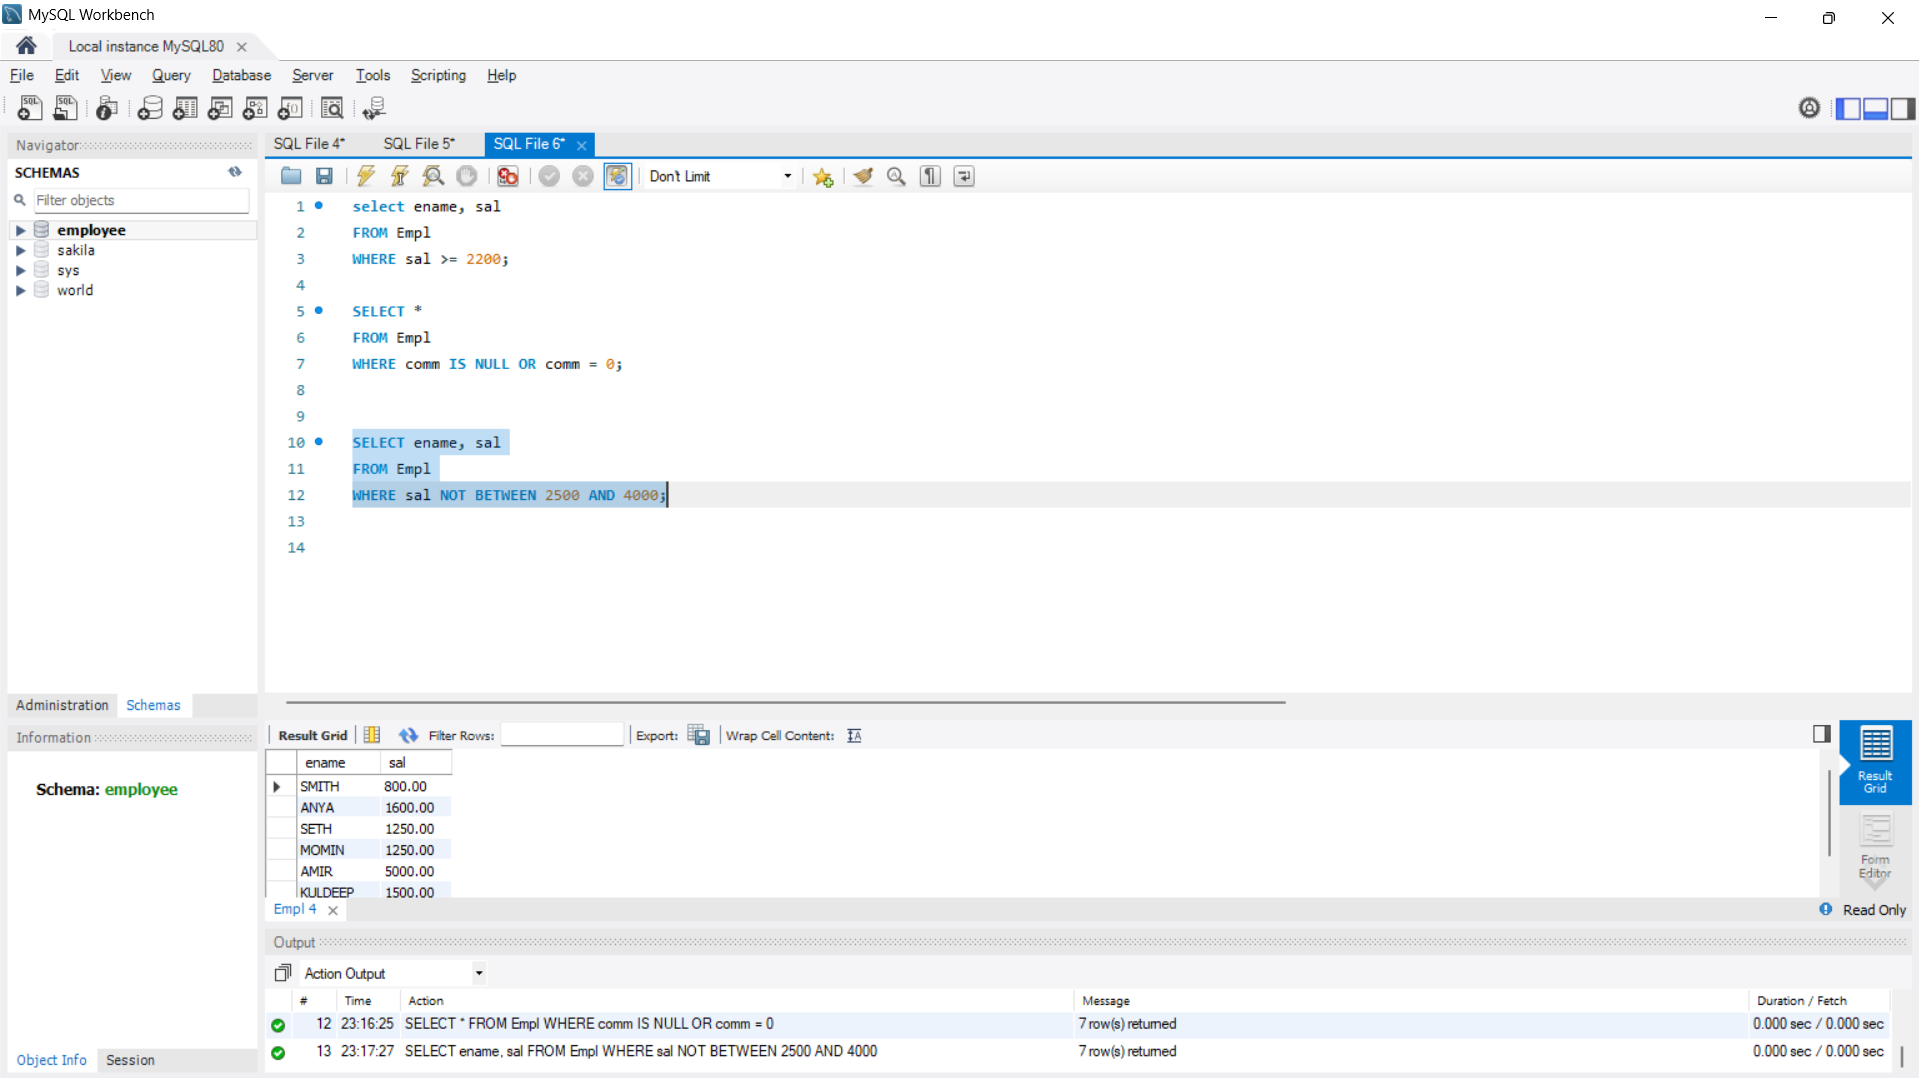 MySQL Workbench
Local instance MySQL80
File Edit View Query Database Server Tools Scripting Help
Navigator
SCHEMAS
Filter objects
employee
sakila
sys
world
Administration Schemas
Information
Schema: employee
Object Info Session
SQL File 4* SQL File 5* SQL File 6*
Don't Limit
1 select ename, sal
2 FROM Empl
3 WHERE sal >= 2200;
4
5 SELECT *
6 FROM Empl
7 WHERE comm IS NULL OR comm = 0;
8
9
10 SELECT ename, sal
11 FROM Empl
12 WHERE sal NOT BETWEEN 2500 AND 4000;
13
14
Result Grid Filter Rows: Export: Wrap Cell Content:
ename sal
SMITH 800.00
ANYA 1600.00
SETH 1250.00
MOMIN 1250.00
AMIR 5000.00
KULDEEP 1500.00
Result
Grid
Form
Editor
Empl 4
Read Only
Output
Action Output
# Time Action Message Duration / Fetch
12 23:16:25 SELECT * FROM Empl WHERE comm IS NULL OR comm = 0 7 row(s) returned 0.000 sec / 0.000 sec
13 23:17:27 SELECT ename, sal FROM Empl WHERE sal NOT BETWEEN 2500 AND 4000 7 row(s) returned 0.000 sec / 0.000 sec